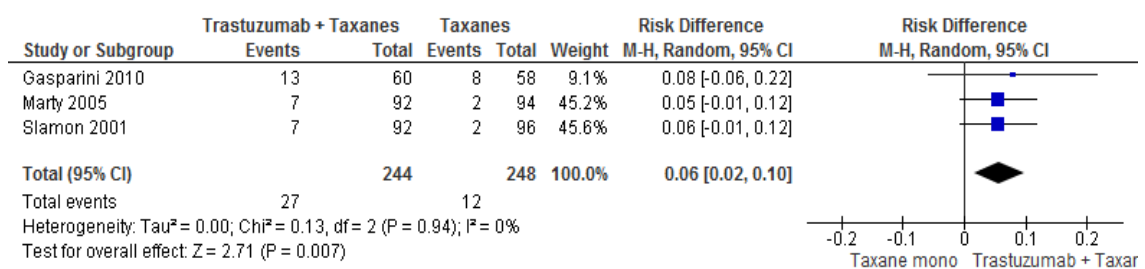 Trastuzumab + Taxanes Taxanes Risk Difference Risk Difference
Study or Subgroup Events Total Events Total Weight M-H, Random, 95% CI M-H, Random, 95% CI
Gasparini 2010 13 60 8 58 9.1% 0.08 [-0.06, 0.22]
Marty 2005 7 92 2 94 45.2% 0.05 [-0.01, 0.12]
Slamon 2001 7 92 2 96 45.6% 0.06 [-0.01, 0.12]
Total (95% CI) 244 248 100.0% 0.06 [0.02, 0.10]
Total events 27 12
Heterogeneity: Tau² = 0.00; Chi² = 0.13, df = 2 (P = 0.94); I² = 0%
Test for overall effect: Z = 2.71 (P = 0.007)
-0.2 -0.1 0 0.1 0.2
Taxane mono Trastuzumab + Taxan